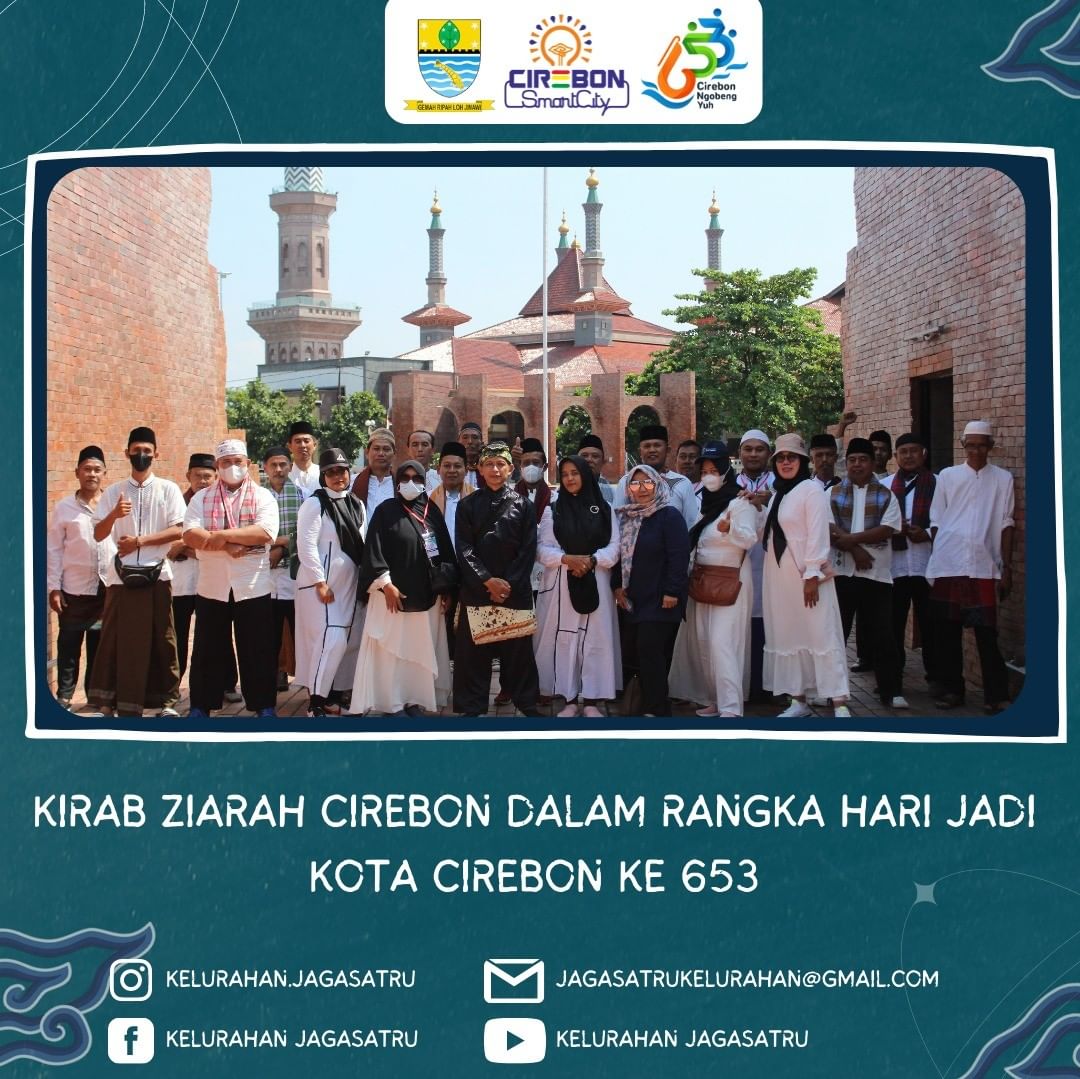 GEMAH RIPAH LOH JINAWI
CIREBON
SmartCity
653
Cirebon
Ngobeng
Yuh
KIRAB ZIARAH CIREBON DALAM RANGKA HARI JADI
KOTA CIREBON KE 653
KELURAHAN.JAGASATRU
JAGASATRUKELURAHAN@GMAIL.COM
KELURAHAN JAGASATRU
KELURAHAN JAGASATRU